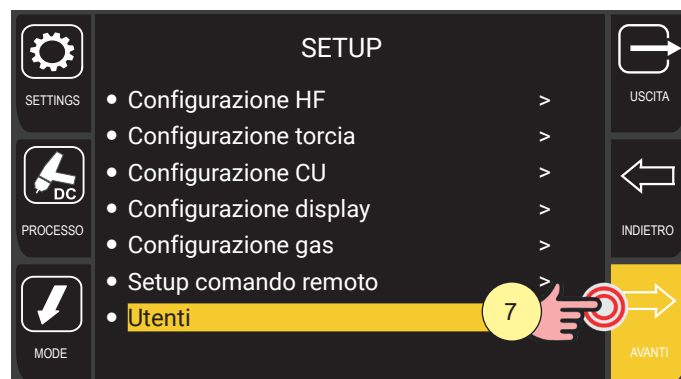 SETUP
SETTINGS
PROCESSO
DC
MODE
• Configurazione HF >
• Configurazione torcia >
• Configurazione CU >
• Configurazione display >
• Configurazione gas >
• Setup comando remoto >
• Utenti
7
USCITA
INDIETRO
AVANTI